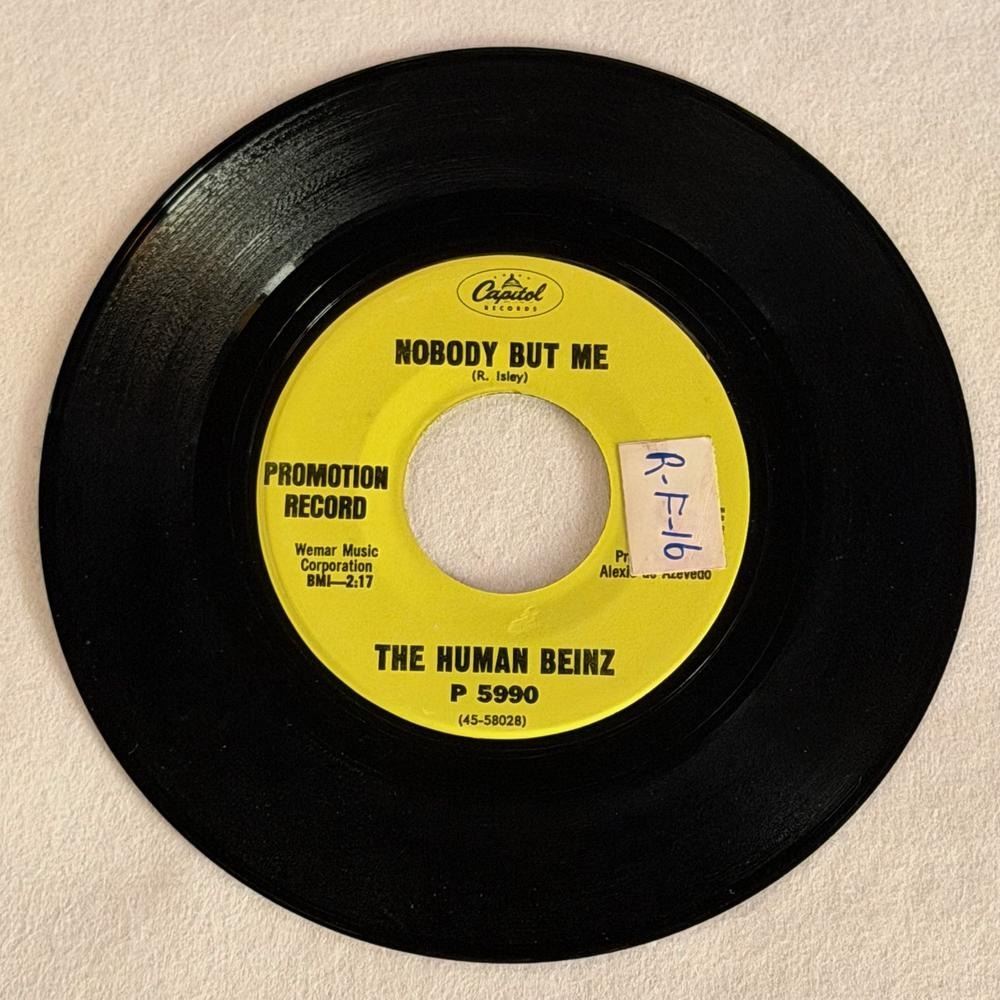 Capitol
RECORDS
NOBODY BUT ME
(R. Isley)
PROMOTION
RECORD
Wemar Music
Corporation
BMI—2:17
R-F-16
Alexis de Azevedo
THE HUMAN BEINZ
P 5990
(45-58028)